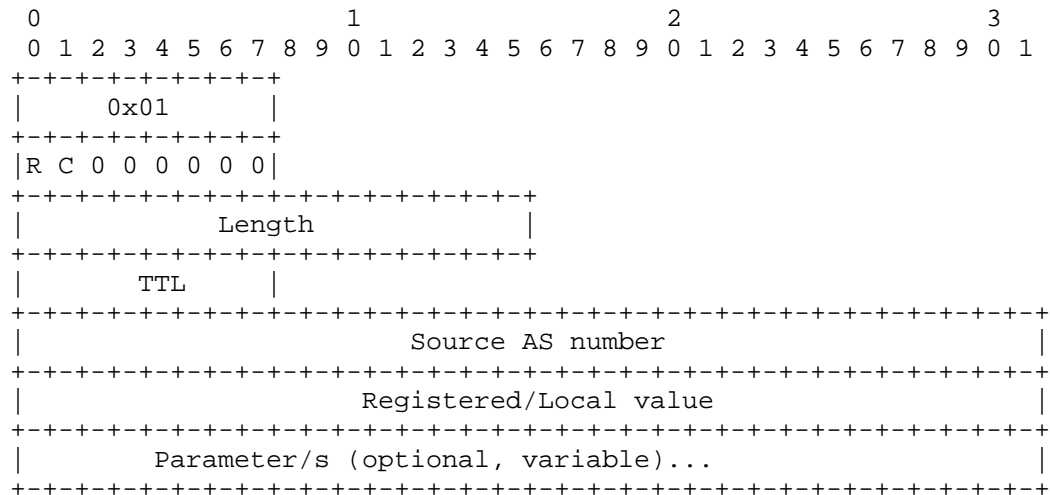 0                   1                   2                   3
 0 1 2 3 4 5 6 7 8 9 0 1 2 3 4 5 6 7 8 9 0 1 2 3 4 5 6 7 8 9 0 1
+-+-+-+-+-+-+-+-+
|     0x01      |
+-+-+-+-+-+-+-+-+
|R C 0 0 0 0 0 0|
+-+-+-+-+-+-+-+-+-+-+-+-+-+-+-+-+
|            Length             |
+-+-+-+-+-+-+-+-+-+-+-+-+-+-+-+-+
|       TTL     |
+-+-+-+-+-+-+-+-+-+-+-+-+-+-+-+-+-+-+-+-+-+-+-+-+-+-+-+-+-+-+-+-+
|                        Source AS number                       |
+-+-+-+-+-+-+-+-+-+-+-+-+-+-+-+-+-+-+-+-+-+-+-+-+-+-+-+-+-+-+-+-+
|                     Registered/Local value                    |
+-+-+-+-+-+-+-+-+-+-+-+-+-+-+-+-+-+-+-+-+-+-+-+-+-+-+-+-+-+-+-+-+
|        Parameter/s (optional, variable)...                    |
+-+-+-+-+-+-+-+-+-+-+-+-+-+-+-+-+-+-+-+-+-+-+-+-+-+-+-+-+-+-+-+-+